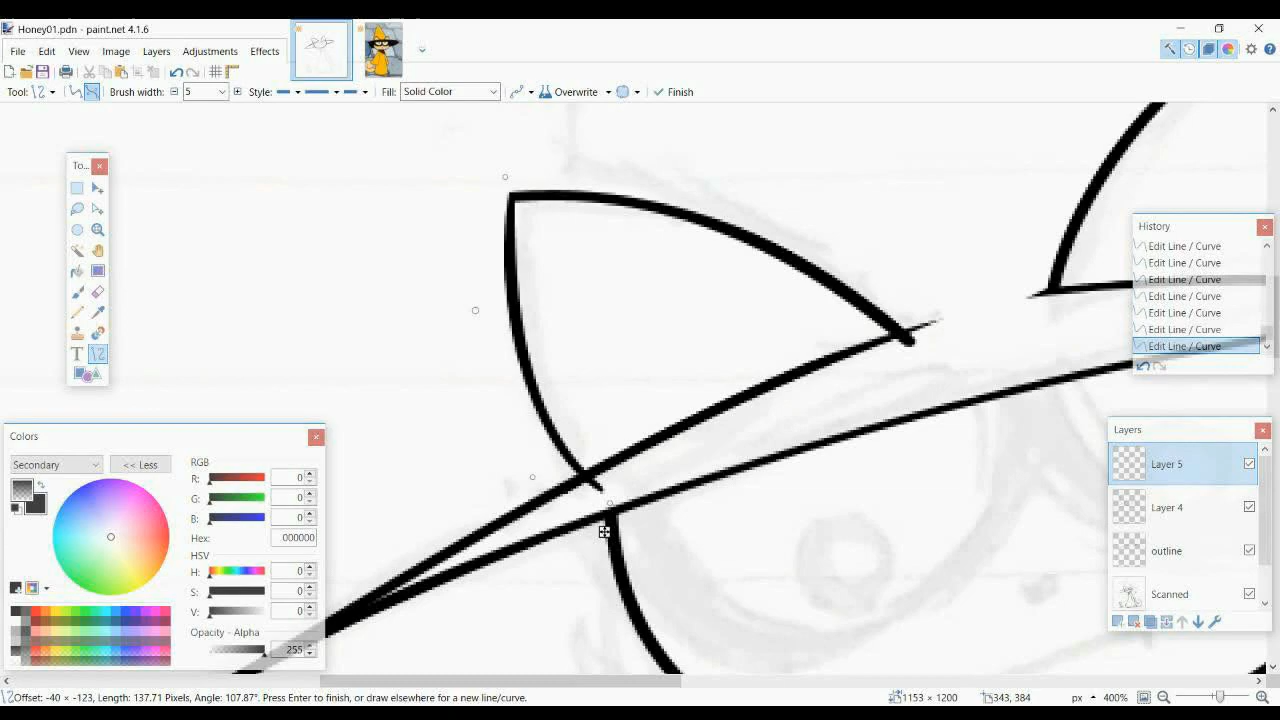 Honey01.pdn - paint.net 4.1.6
File Edit View Image Layers Adjustments Effects
Tool: Brush width: 5 Style: Fill: Solid Color Overwrite Finish
To...
History
Edit Line / Curve
Edit Line / Curve
Edit Line / Curve
Edit Line / Curve
Edit Line / Curve
Edit Line / Curve
Edit Line / Curve
Colors
Secondary << Less
RGB
R: 0
G: 0
B: 0
Hex: 000000
HSV
H: 0
S: 0
V: 0
Opacity - Alpha
255
Layers
Layer 5
Layer 4
outline
Scanned
Offset: -40 × -123, Length: 137.71 Pixels, Angle: 107.87°. Press Enter to finish, or draw elsewhere for a new line/curve. 1153 × 1200 343, 384 px 400%